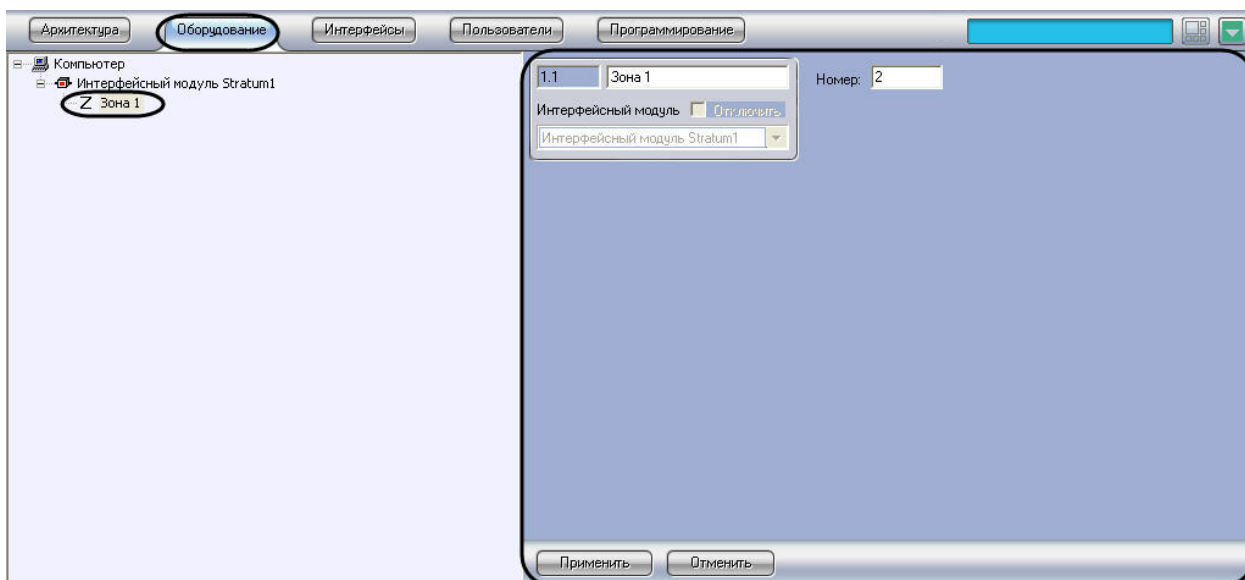 Архитектура Оборудование Интерфейсы Пользователи Программирование
Компьютер
Интерфейсный модуль Stratum1
Z Зона 1
1.1 Зона 1 Номер: 2
Интерфейсный модуль Отключить
Интерфейсный модуль Stratum1
Применить Отменить